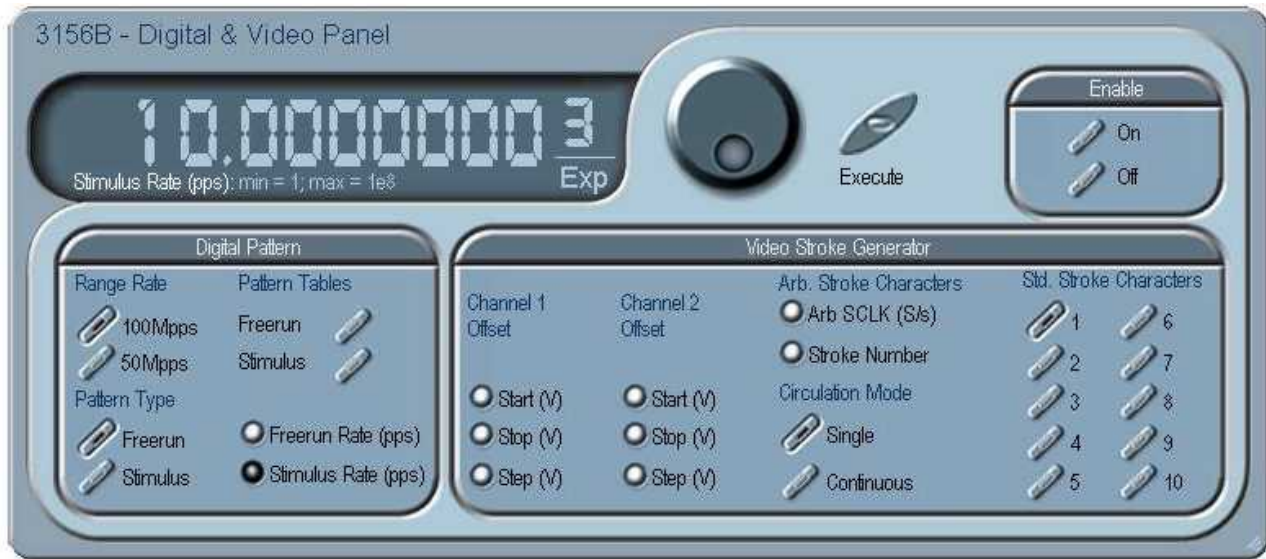 3156B - Digital & Video Panel
10.0000000 3
Exp
Stimulus Rate (pps): min = 1; max = 1e8
Execute
Enable
On
Off
Digital Pattern
Range Rate
100Mpps
50Mpps
Pattern Tables
Freerun
Stimulus
Pattern Type
Freerun
Stimulus
Freerun Rate (pps)
Stimulus Rate (pps)
Video Stroke Generator
Channel 1
Offset
Start (V)
Stop (V)
Step (V)
Channel 2
Offset
Start (V)
Stop (V)
Step (V)
Arb. Stroke Characters
Arb SCLK (S/s)
Stroke Number
Circulation Mode
Single
Continuous
Std. Stroke Characters
1
2
3
4
5
6
7
8
9
10